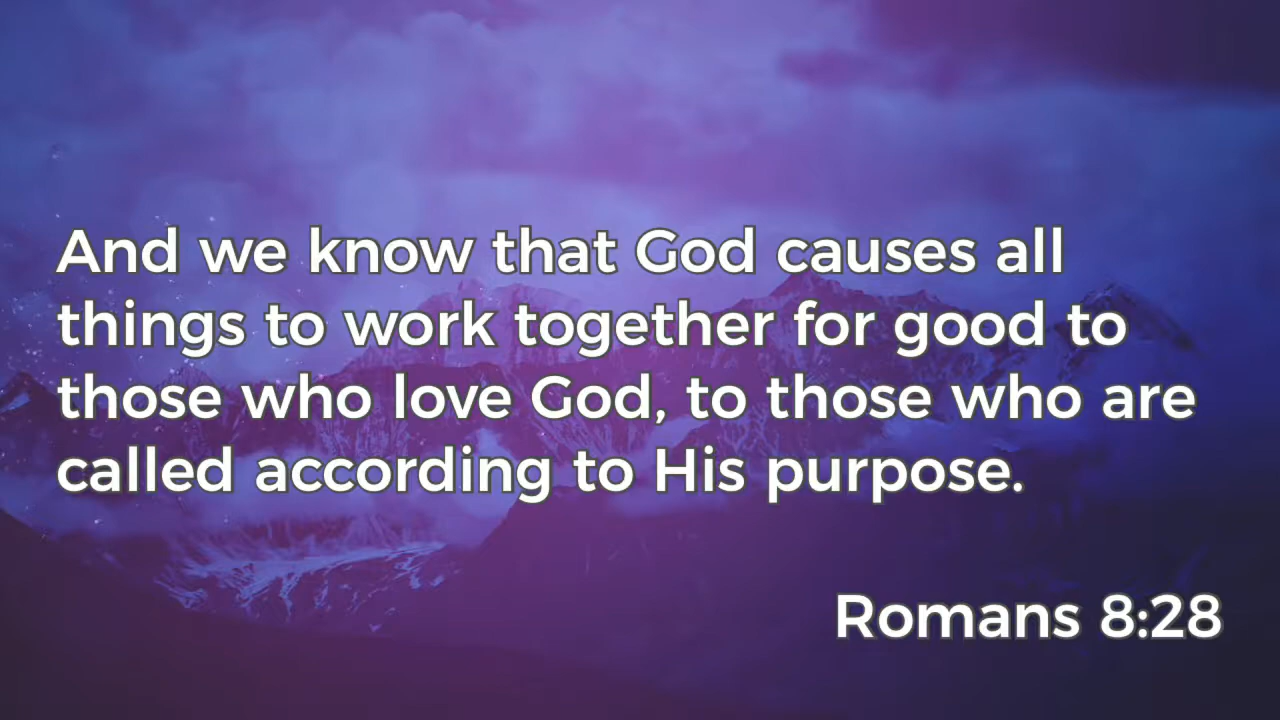 And we know that God causes all
things to work together for good to
those who love God, to those who are
called according to His purpose.
Romans 8:28